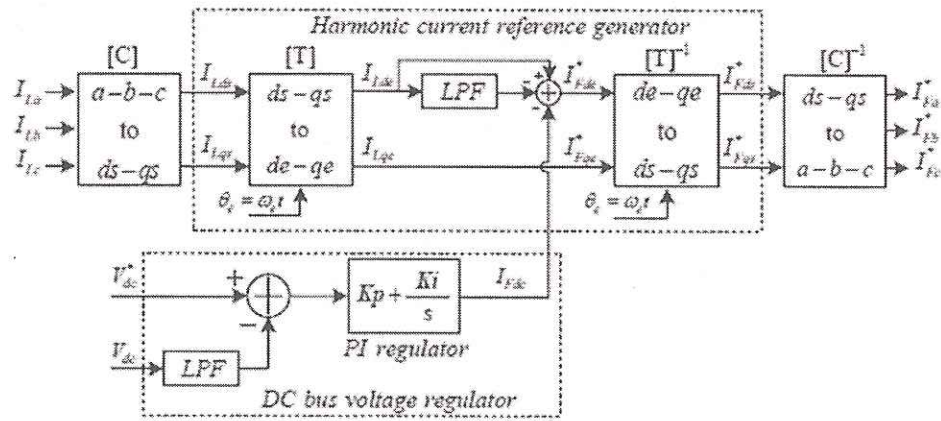 Harmonic current reference generator
[C] [T] [T]⁻¹ [C]⁻¹
I_La a-b-c I_Lds ds-qs I_Lde LPF - + - - I*_Fde de-qe I*_Fds ds-qs I*_Fa
I_Lb to to to to I*_Fb
I_Lc ds-qs I_Lqs de-qe I_Lqe I*_Fqe ds-qs I*_Fqs a-b-c I*_Fc
θ_e = ω_e t θ_e = ω_e t
V*_dc + Kp + Ki/s I_Fdc
-
PI regulator
V_dc LPF
DC bus voltage regulator